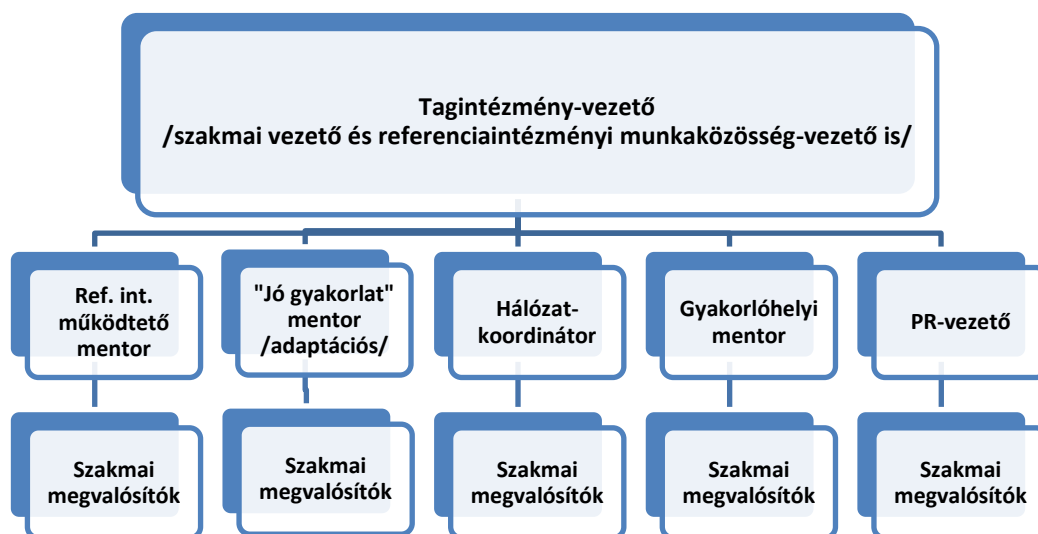 Tagintézmény-vezető
/szakmai vezető és referenciaintézményi munkaközösség-vezető is/
Ref. int.
működtető
mentor
"Jó gyakorlat"
mentor
/adaptációs/
Hálózat-
koordinátor
Gyakorlóhelyi
mentor
PR-vezető
Szakmai
megvalósítók
Szakmai
megvalósítók
Szakmai
megvalósítók
Szakmai
megvalósítók
Szakmai
megvalósítók